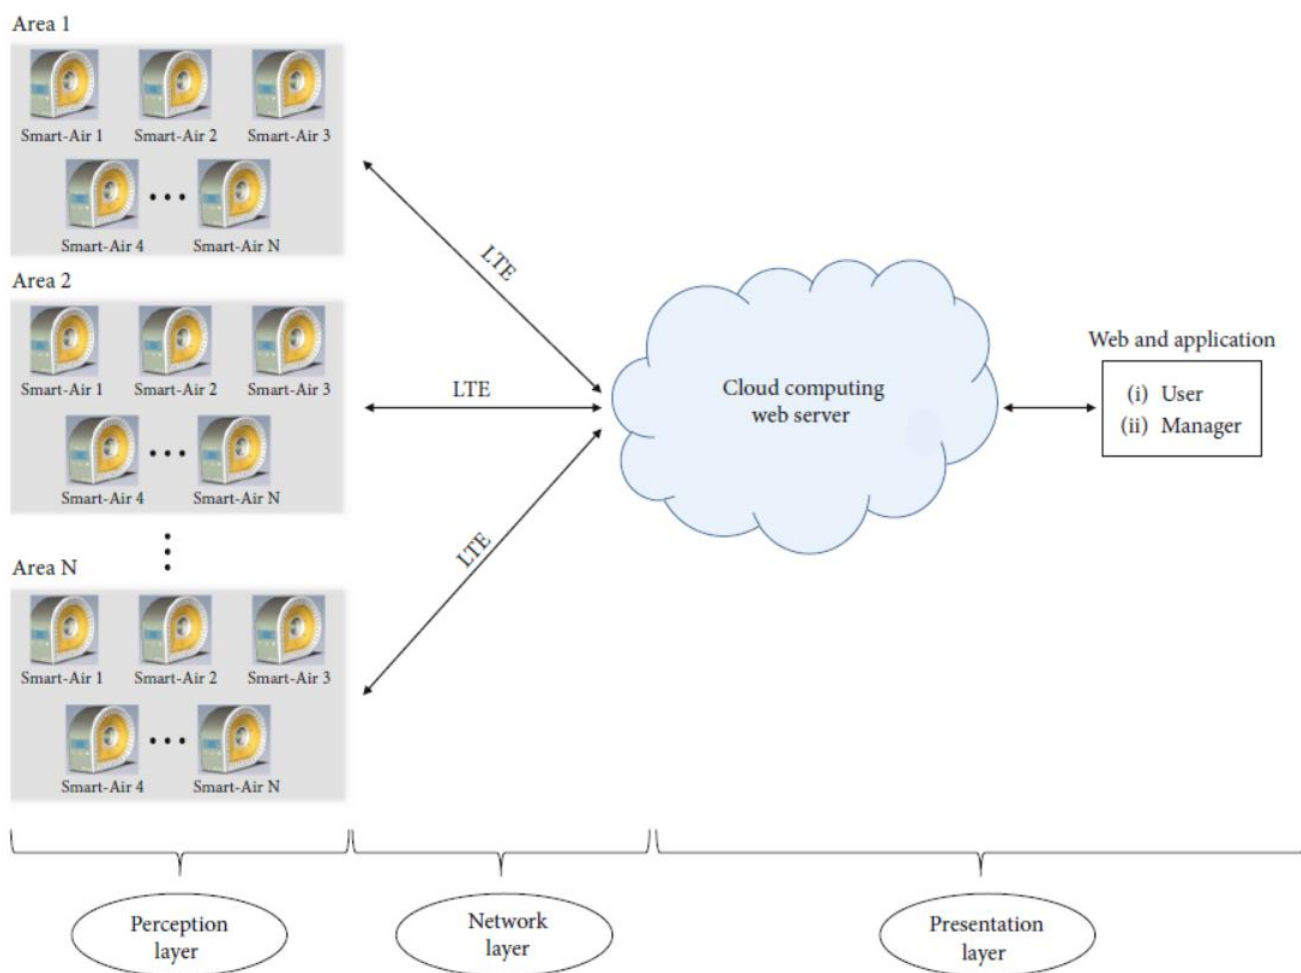 Area 1
Smart-Air 1 Smart-Air 2 Smart-Air 3
Smart-Air 4 Smart-Air N
Area 2
Smart-Air 1 Smart-Air 2 Smart-Air 3
Smart-Air 4 Smart-Air N
Area N
Smart-Air 1 Smart-Air 2 Smart-Air 3
Smart-Air 4 Smart-Air N
LTE
LTE
LTE
Cloud computing
web server
Web and application
(i) User
(ii) Manager
Perception
layer
Network
layer
Presentation
layer